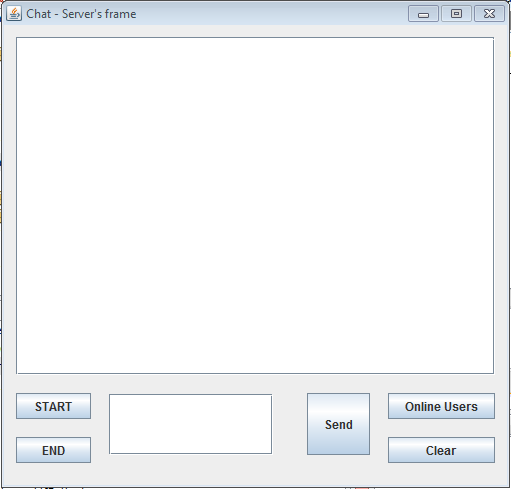 Chat - Server's frame
START
Send
Online Users
END
Clear